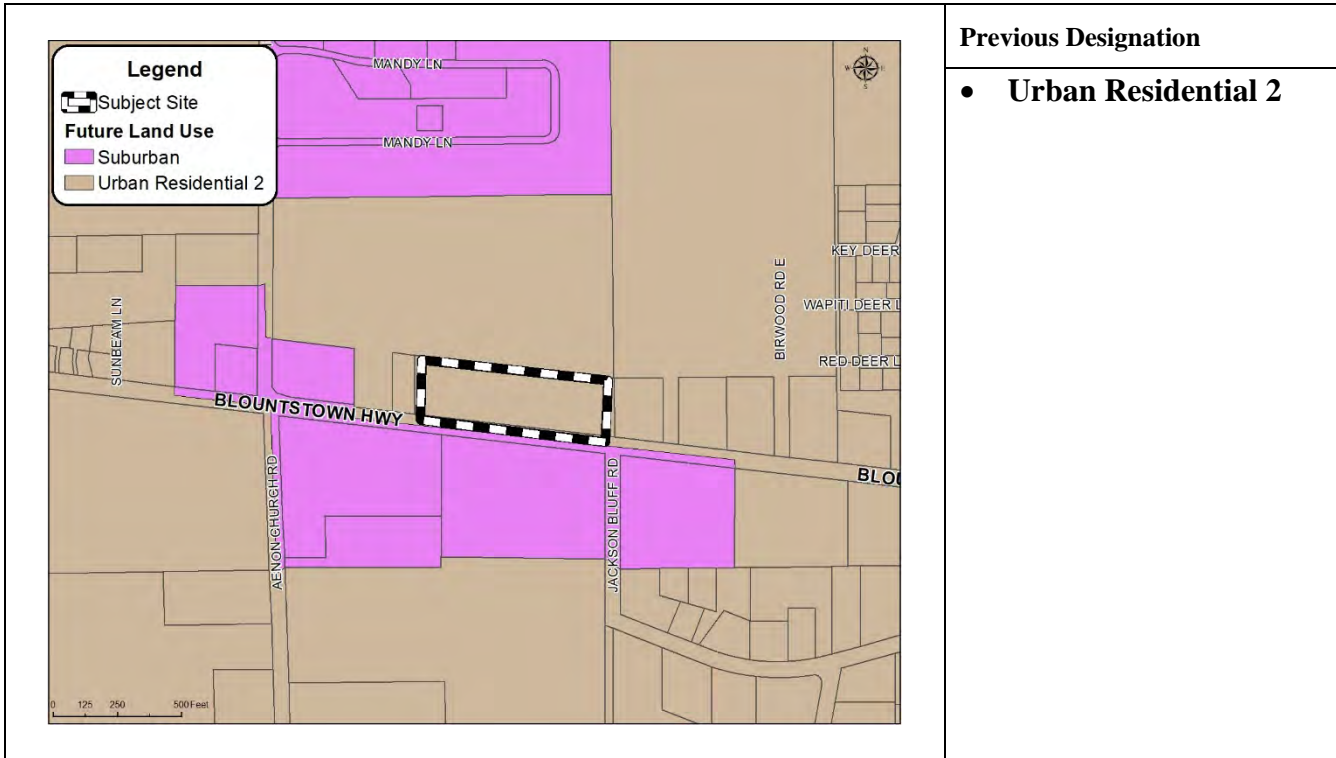 Previous Designation
• Urban Residential 2
Legend
Subject Site
Future Land Use
Suburban
Urban Residential 2
MANDY LN
N
W E
S
MANDY LN
KEY DEER
BIRWOOD RD E
WAPITI DEER L
SUNBEAM LN
RED DEER L
BLOUNTSTOWN HWY
AENON CHURCH RD
JACKSON BLUFF RD
BLOU
0 125 250 500 Feet